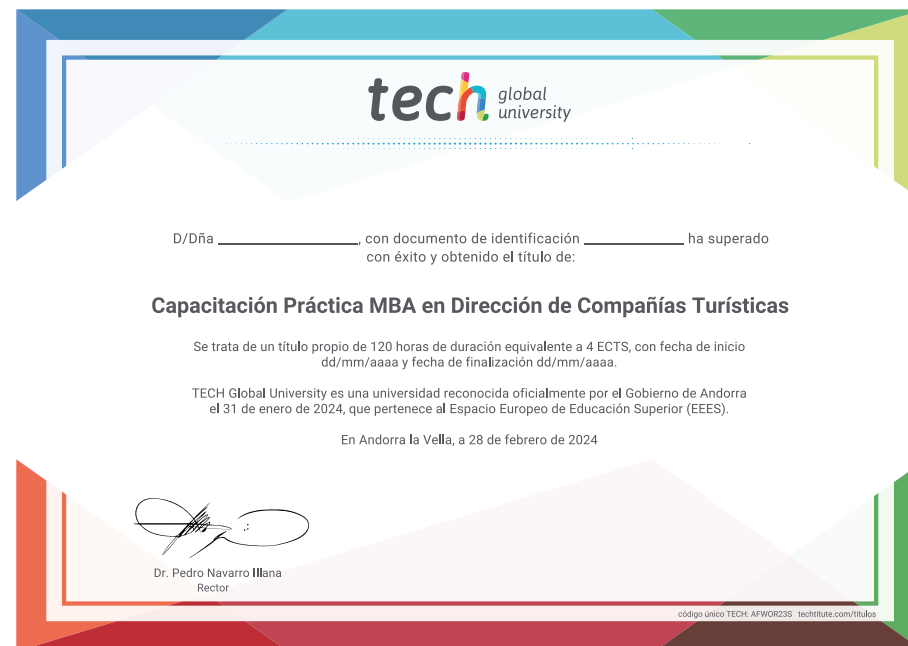 tech global university
D/Dña ____________________, con documento de identificación ______________ ha superado
con éxito y obtenido el título de:
Capacitación Práctica MBA en Dirección de Compañías Turísticas
Se trata de un título propio de 120 horas de duración equivalente a 4 ECTS, con fecha de inicio
dd/mm/aaaa y fecha de finalización dd/mm/aaaa.
TECH Global University es una universidad reconocida oficialmente por el Gobierno de Andorra
el 31 de enero de 2024, que pertenece al Espacio Europeo de Educación Superior (EEES).
En Andorra la Vella, a 28 de febrero de 2024
Dr. Pedro Navarro Illana
Rector
código único TECH: AFWOR23S techtitute.com/titulos